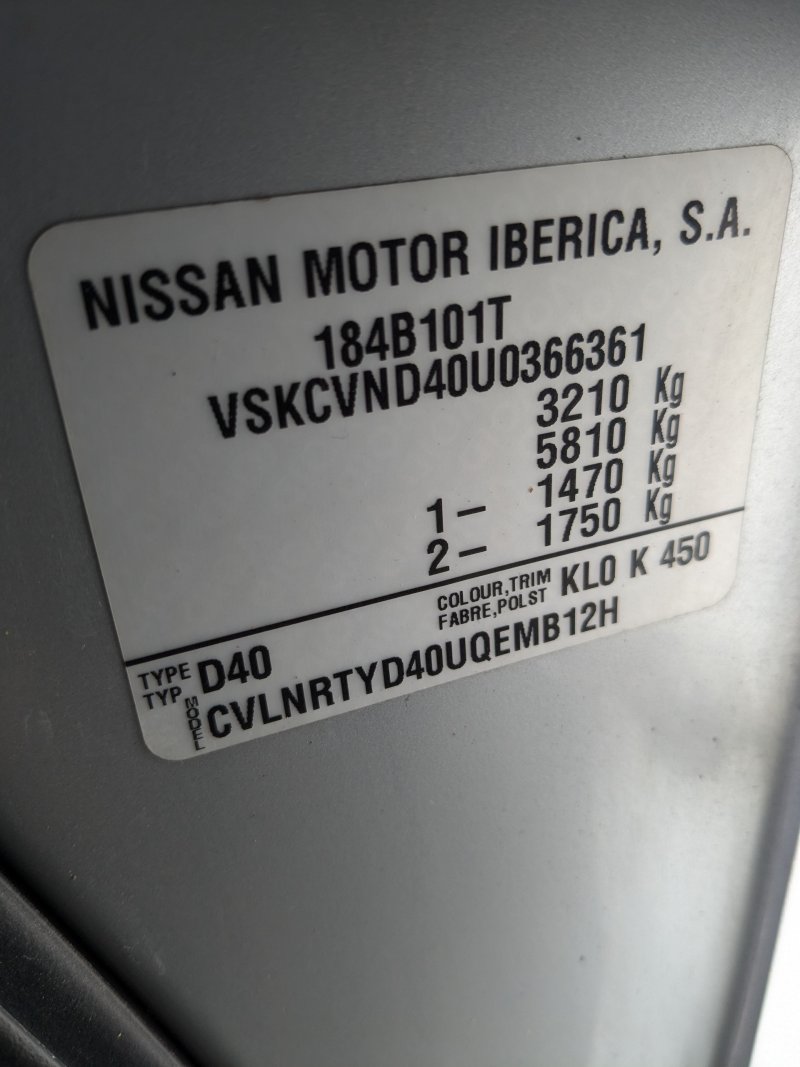 NISSAN MOTOR IBERICA, S.A.
184B101T
VSKCVND40U0366361
3210 Kg
5810 Kg
1- 1470 Kg
2- 1750 Kg
COLOUR,TRIM KL0 K 450
FABRE,POLST
TYPE D40
TYP
MODEL CVLNRTYD40UQEMB12H